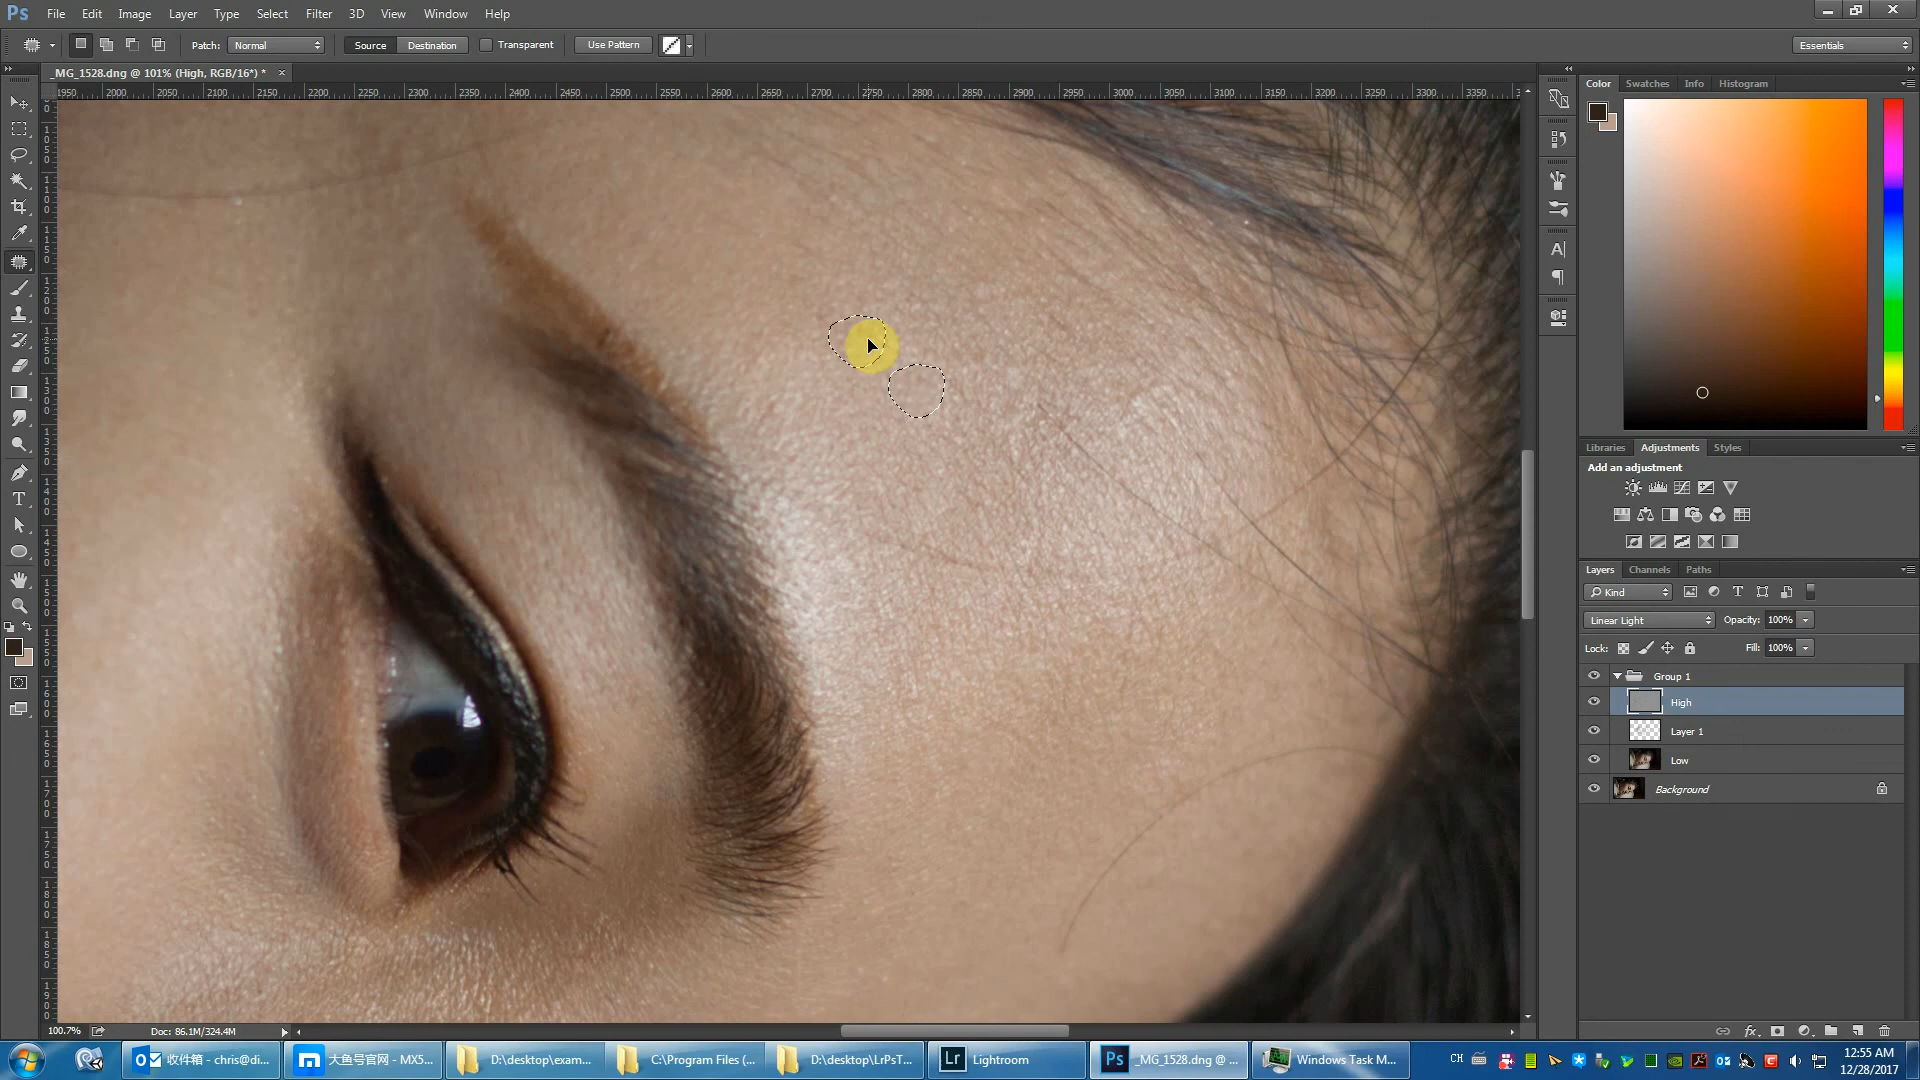 Ps File Edit Image Layer Type Select Filter 3D View Window Help
Patch: Normal Source Destination Transparent Use Pattern Essentials
_MG_1528.dng @ 101% (High, RGB/16*) * ×
1950 2000 2050 2100 2150 2200 2250 2300 2350 2400 2450 2500 2550 2600 2650 2700 2750 2800 2850 2900 2950 3000 3050 3100 3150 3200 3250 3300 3350
Color Swatches Info Histogram
Libraries Adjustments Styles
Add an adjustment
Layers Channels Paths
Kind
Linear Light Opacity: 100%
Lock: Fill: 100%
Group 1
High
Layer 1
Low
Background
100.7% Doc: 86.1M/324.4M
收件箱 - chris@di...
大鱼号官网 - MX5...
D:\desktop\exam...
C:\Program Files (...
D:\desktop\LrPsT...
Lr Lightroom
Ps _MG_1528.dng @ ...
Windows Task M...
CH
12:55 AM
12/28/2017